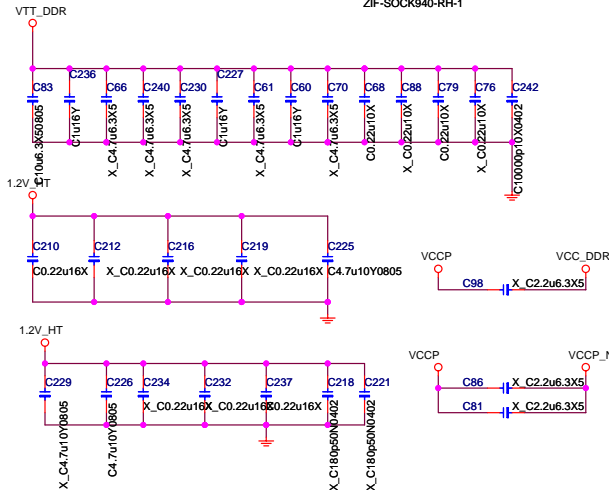 ZIF-SOCK940-RH-1
VTT_DDR
C83 C236 C66 C240 C230 C227 C61 C60 C70 C68 C88 C79 C76 C242
C10u6.3X50805 C1u16Y X_C4.7u6.3X5 X_C4.7u6.3X5 X_C4.7u6.3X5 C1u16Y X_C4.7u6.3X5 C1u16Y X_C4.7u6.3X5 C0.22u10X X_C0.22u10X C0.22u10X X_C0.22u10X C10000p10X0402
1.2V_HT
C210 C212 C216 C219 C225
C0.22u16X X_C0.22u16X X_C0.22u16X X_C0.22u16X C4.7u10Y0805
VCCP VCC_DDR
C98 X_C2.2u6.3X5
1.2V_HT
C229 C226 C234 C232 C237 C218 C221
X_C4.7u10Y0805 C4.7u10Y0805 X_C0.22u16X X_C0.22u16X C0.22u16X X_C180p50N0402 X_C180p50N0402
VCCP VCCP_N
C86 X_C2.2u6.3X5
C81 X_C2.2u6.3X5